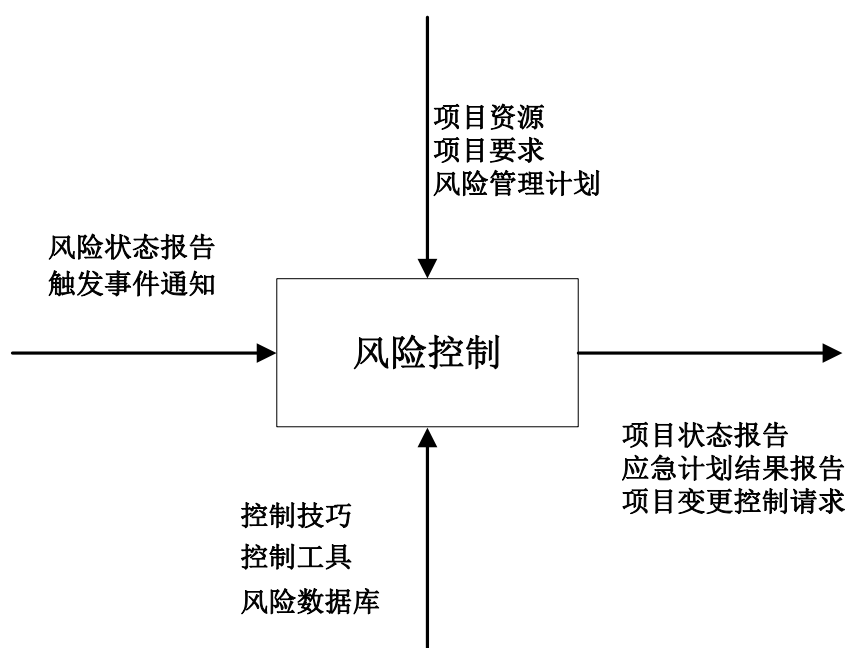 项目资源
项目要求
风险管理计划
风险状态报告
触发事件通知
风险控制
项目状态报告
应急计划结果报告
项目变更控制请求
控制技巧
控制工具
风险数据库